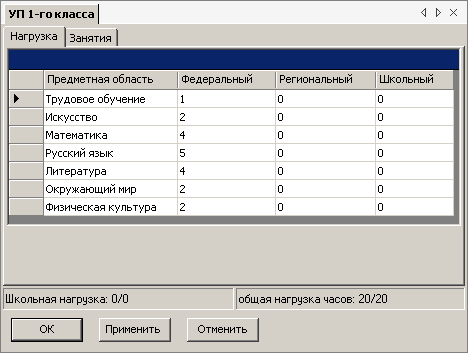 УП 1-го класса
Нагрузка Занятия
Предметная область Федеральный Региональный Школьный
Трудовое обучение 1 0 0
Искусство 2 0 0
Математика 4 0 0
Русский язык 5 0 0
Литература 4 0 0
Окружающий мир 2 0 0
Физическая культура 2 0 0
Школьная нагрузка: 0/0 общая нагрузка часов: 20/20
OK Применить Отменить